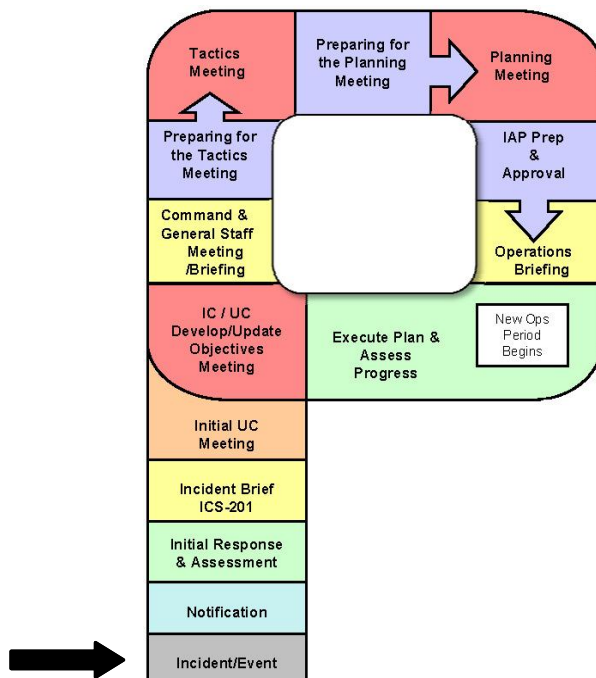 Tactics
Meeting
Preparing for
the Planning
Meeting
Planning
Meeting
Preparing for
the Tactics
Meeting
IAP Prep
&
Approval
Command &
General Staff
Meeting
/Briefing
Operations
Briefing
IC / UC
Develop/Update
Objectives
Meeting
Execute Plan &
Assess
Progress
New Ops
Period
Begins
Initial UC
Meeting
Incident Brief
ICS-201
Initial Response
& Assessment
Notification
Incident/Event